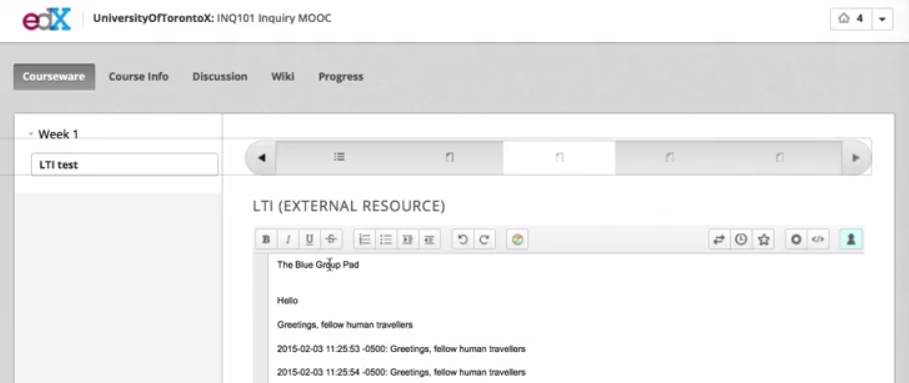 edX UniversityOfTorontoX: INQ101 Inquiry MOOC 4
Courseware Course Info Discussion Wiki Progress
Week 1
LTI test
LTI (EXTERNAL RESOURCE)
B I U S
The Blue Group Pad
Hello
Greetings, fellow human travellers
2015-02-03 11:25:53 -0500: Greetings, fellow human travellers
2015-02-03 11:25:54 -0500: Greetings, fellow human travellers